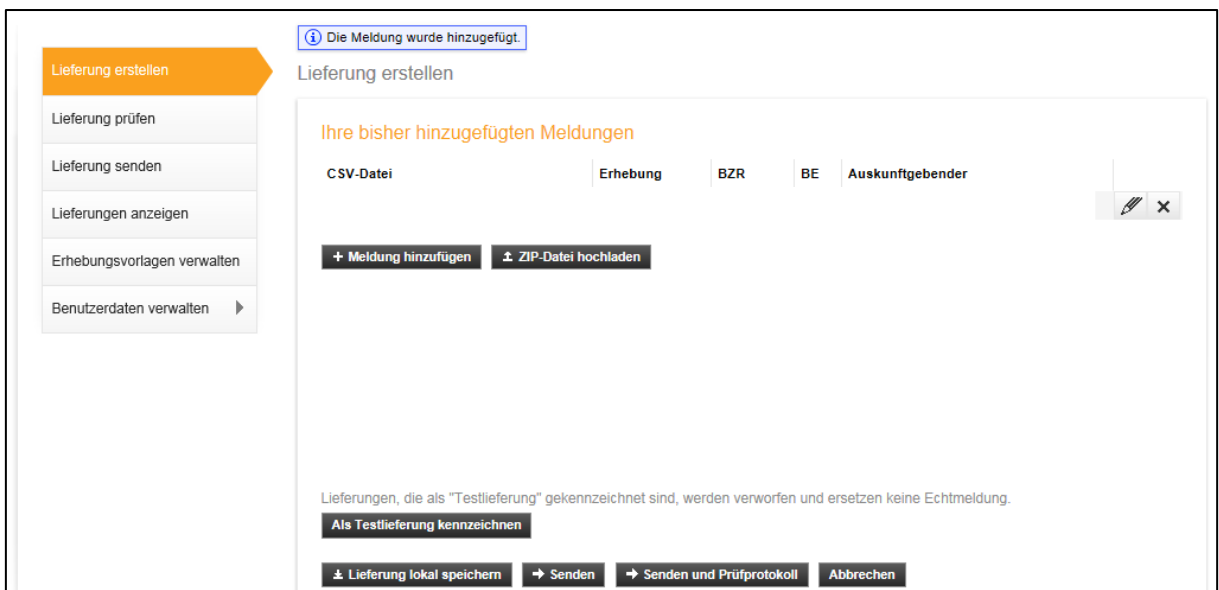 Die Meldung wurde hinzugefügt.
Lieferung erstellen
Lieferung prüfen
Lieferung senden
Lieferungen anzeigen
Erhebungsvorlagen verwalten
Benutzerdaten verwalten
Lieferung erstellen
Ihre bisher hinzugefügten Meldungen
CSV-Datei Erhebung BZR BE Auskunftgebender
+ Meldung hinzufügen ZIP-Datei hochladen
Lieferungen, die als "Testlieferung" gekennzeichnet sind, werden verworfen und ersetzen keine Echtmeldung.
Als Testlieferung kennzeichnen
Lieferung lokal speichern Senden Senden und Prüfprotokoll Abbrechen